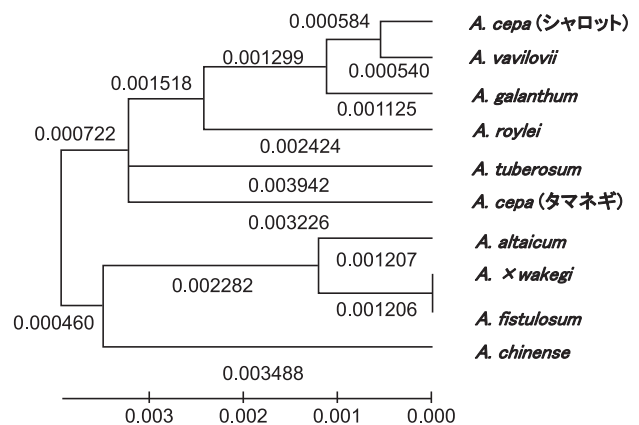 0.000584
A. cepa (シャロット)
0.001299
A. vavilovii
0.000540
0.001518
A. galanthum
0.001125
0.000722
A. roylei
0.002424
A. tuberosum
0.003942
A. cepa (タマネギ)
0.003226
A. altaicum
0.001207
A. ×wakegi
0.002282
0.001206
0.000460
A. fistulosum
A. chinense
0.003488
0.003 0.002 0.001 0.000